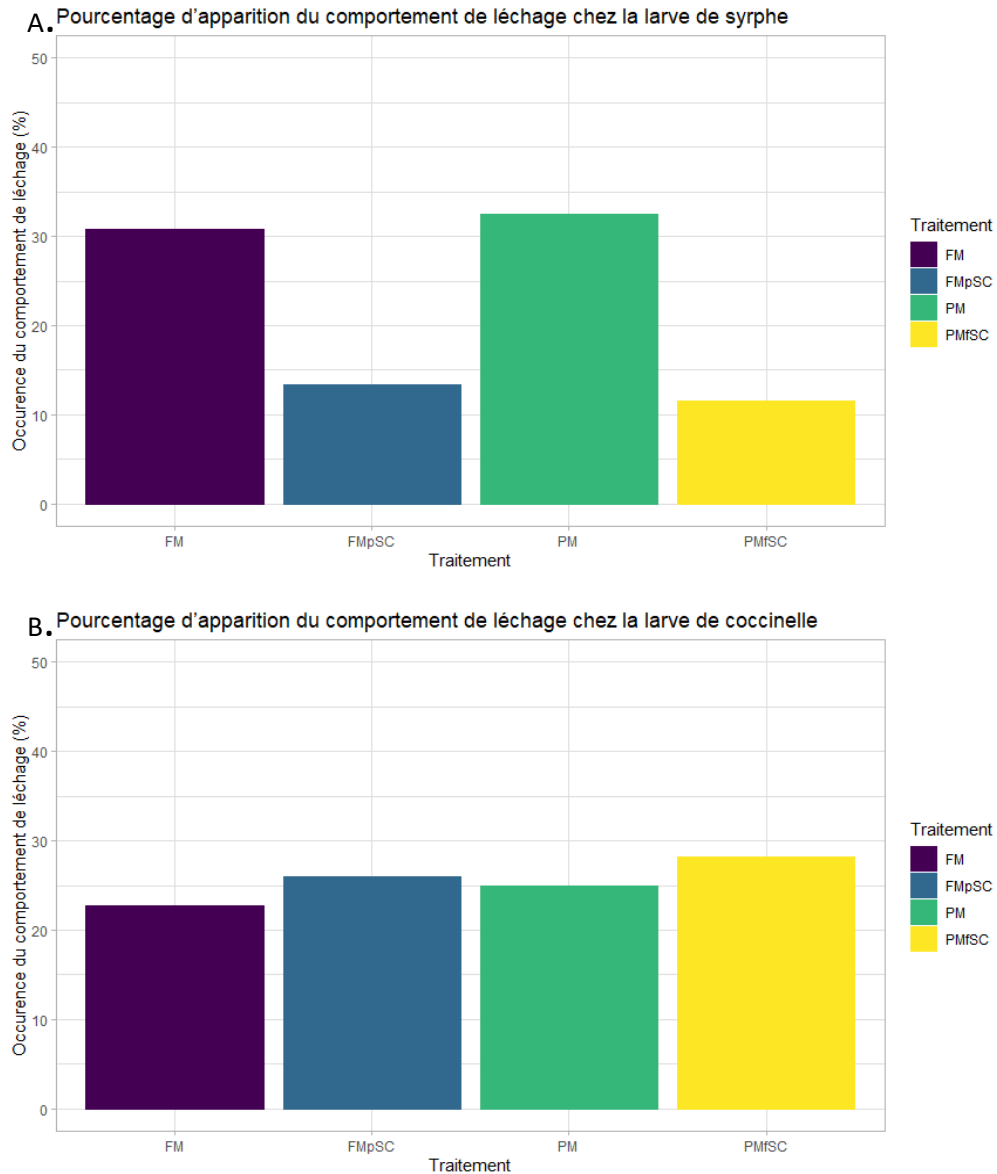 A. Pourcentage d'apparition du comportement de léchage chez la larve de syrphe
Occurence du comportement de léchage (%)
50
40
30
20
10
0
FM FMpSC PM PMfSC
Traitement
Traitement
FM
FMpSC
PM
PMfSC
B. Pourcentage d'apparition du comportement de léchage chez la larve de coccinelle
Occurence du comportement de léchage (%)
50
40
30
20
10
0
FM FMpSC PM PMfSC
Traitement
Traitement
FM
FMpSC
PM
PMfSC